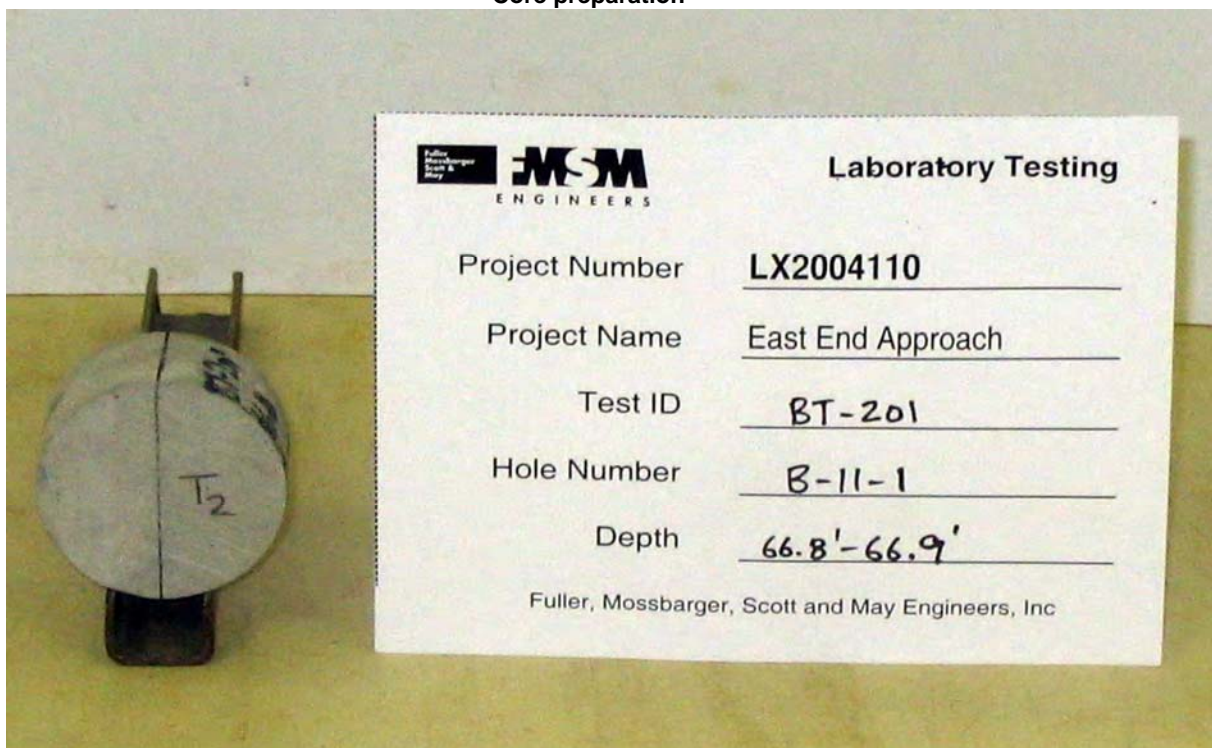 Core preparation
T2
Fuller
Mossbarger
Scott &
May
FMSM
ENGINEERS
Laboratory Testing
Project Number LX2004110
Project Name East End Approach
Test ID BT-201
Hole Number B-11-1
Depth 66.8'-66.9'
Fuller, Mossbarger, Scott and May Engineers, Inc